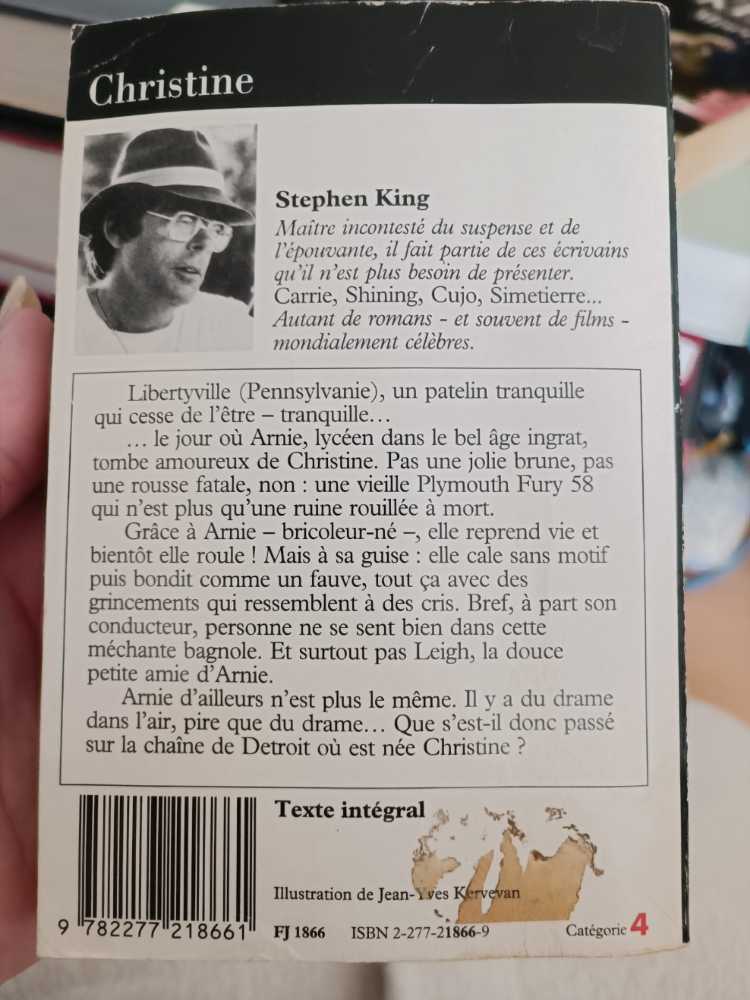 Christine
Stephen King
Maître incontesté du suspense et de
l'épouvante, il fait partie de ces écrivains
qu'il n'est plus besoin de présenter.
Carrie, Shining, Cujo, Simetierre...
Autant de romans - et souvent de films -
mondialement célèbres.
Libertyville (Pennsylvanie), un patelin tranquille
qui cesse de l'être – tranquille...
... le jour où Arnie, lycéen dans le bel âge ingrat,
tombe amoureux de Christine. Pas une jolie brune, pas
une rousse fatale, non : une vieille Plymouth Fury 58
qui n'est plus qu'une ruine rouillée à mort.
Grâce à Arnie – bricoleur-né –, elle reprend vie et
bientôt elle roule ! Mais à sa guise : elle cale sans motif
puis bondit comme un fauve, tout ça avec des
grincements qui ressemblent à des cris. Bref, à part son
conducteur, personne ne se sent bien dans cette
méchante bagnole. Et surtout pas Leigh, la douce
petite amie d'Arnie.
Arnie d'ailleurs n'est plus le même. Il y a du drame
dans l'air, pire que du drame... Que s'est-il donc passé
sur la chaîne de Detroit où est née Christine ?
Texte intégral
Illustration de Jean-Yves Kervevan
9 782277 218661
FJ 1866 ISBN 2-277-21866-9 Catégorie 4